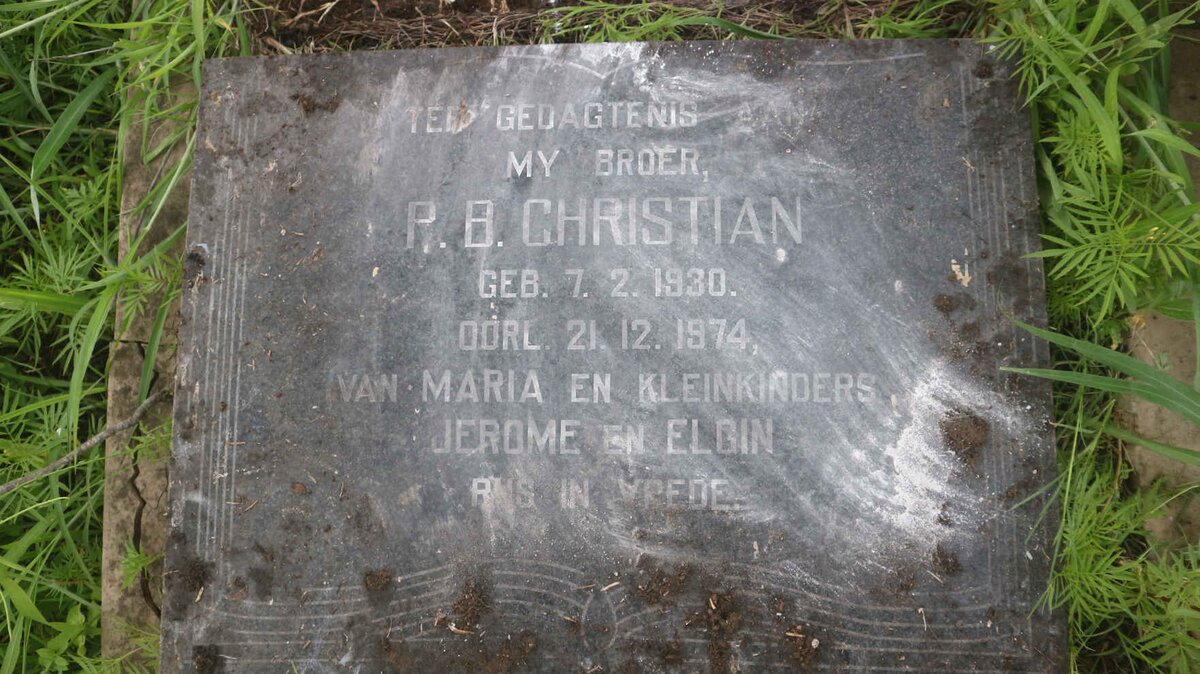 TER GEDAGTENIS AAN
MY BROER,
P. B. CHRISTIAN
GEB. 7. 2. 1930.
OORL. 21. 12. 1974,
VAN MARIA EN KLEINKINDERS,
JEROME EN ELGIN
RUS IN VREDE.